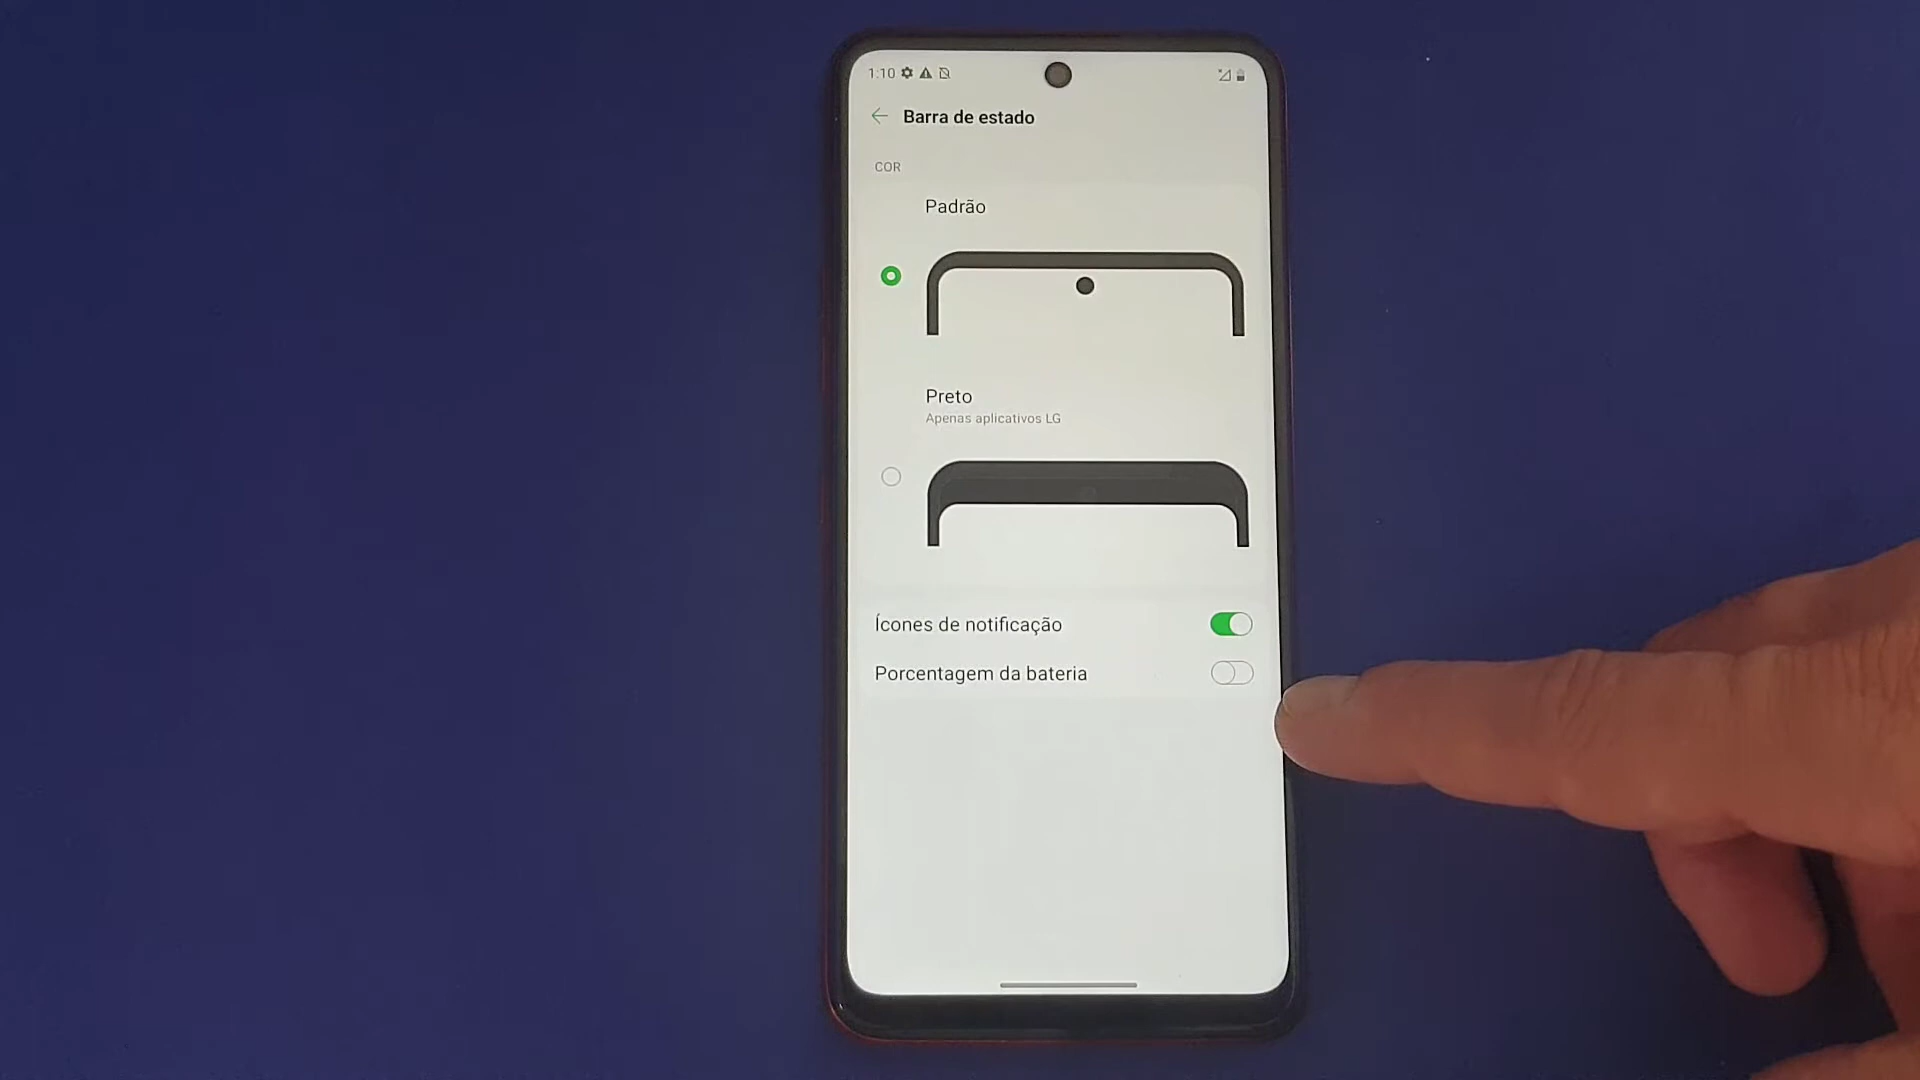 1:10
Barra de estado
COR
Padrão
Preto
Apenas aplicativos LG
Ícones de notificação
Porcentagem da bateria